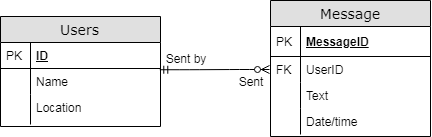 Users
PK ID
Name
Location
Sent by
Sent
Message
PK MessageID
FK UserID
Text
Date/time